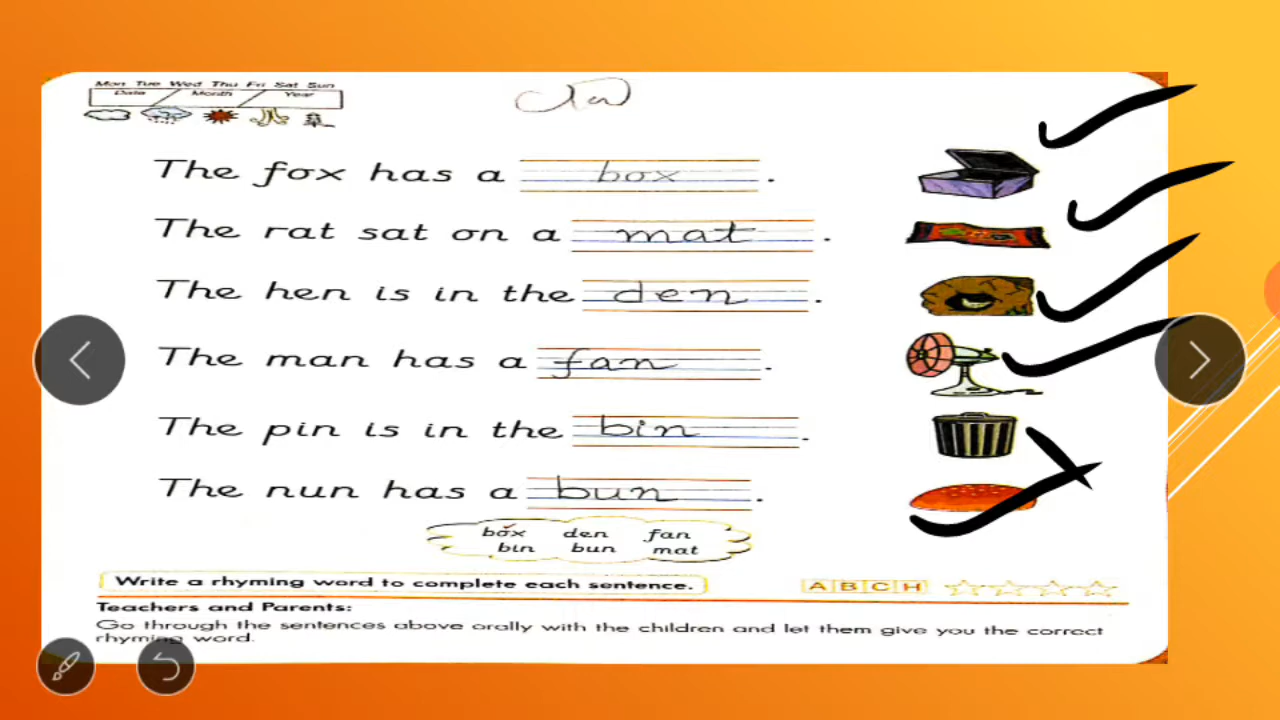 Mon Tue Wed Thu Fri Sat Sun
Date Month Year
The fox has a box.
The rat sat on a mat.
The hen is in the den.
The man has a fan.
The pin is in the bin.
The nun has a bun.
box den fan
bin bun mat
Write a rhyming word to complete each sentence.
A B C H
Teachers and Parents:
Go through the sentences above orally with the children and let them give you the correct
rhyming word.